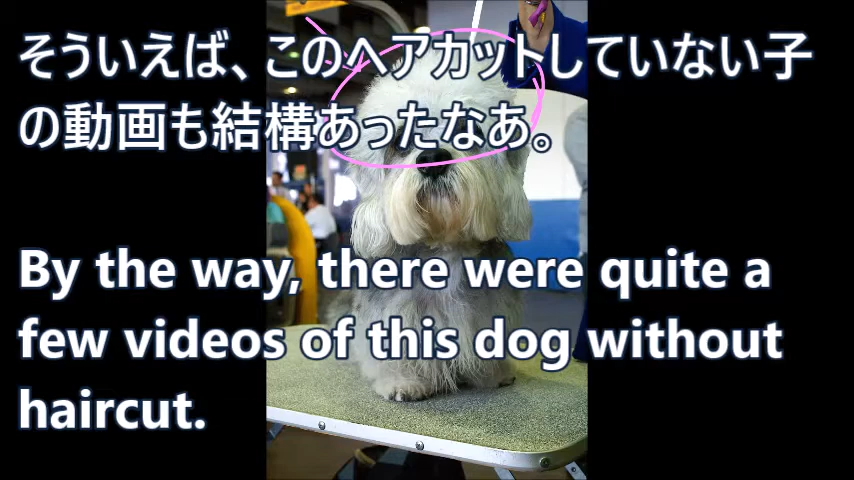 そういえば、このヘアカットしていない子
の動画も結構あったなあ。
By the way, there were quite a
few videos of this dog without
haircut.